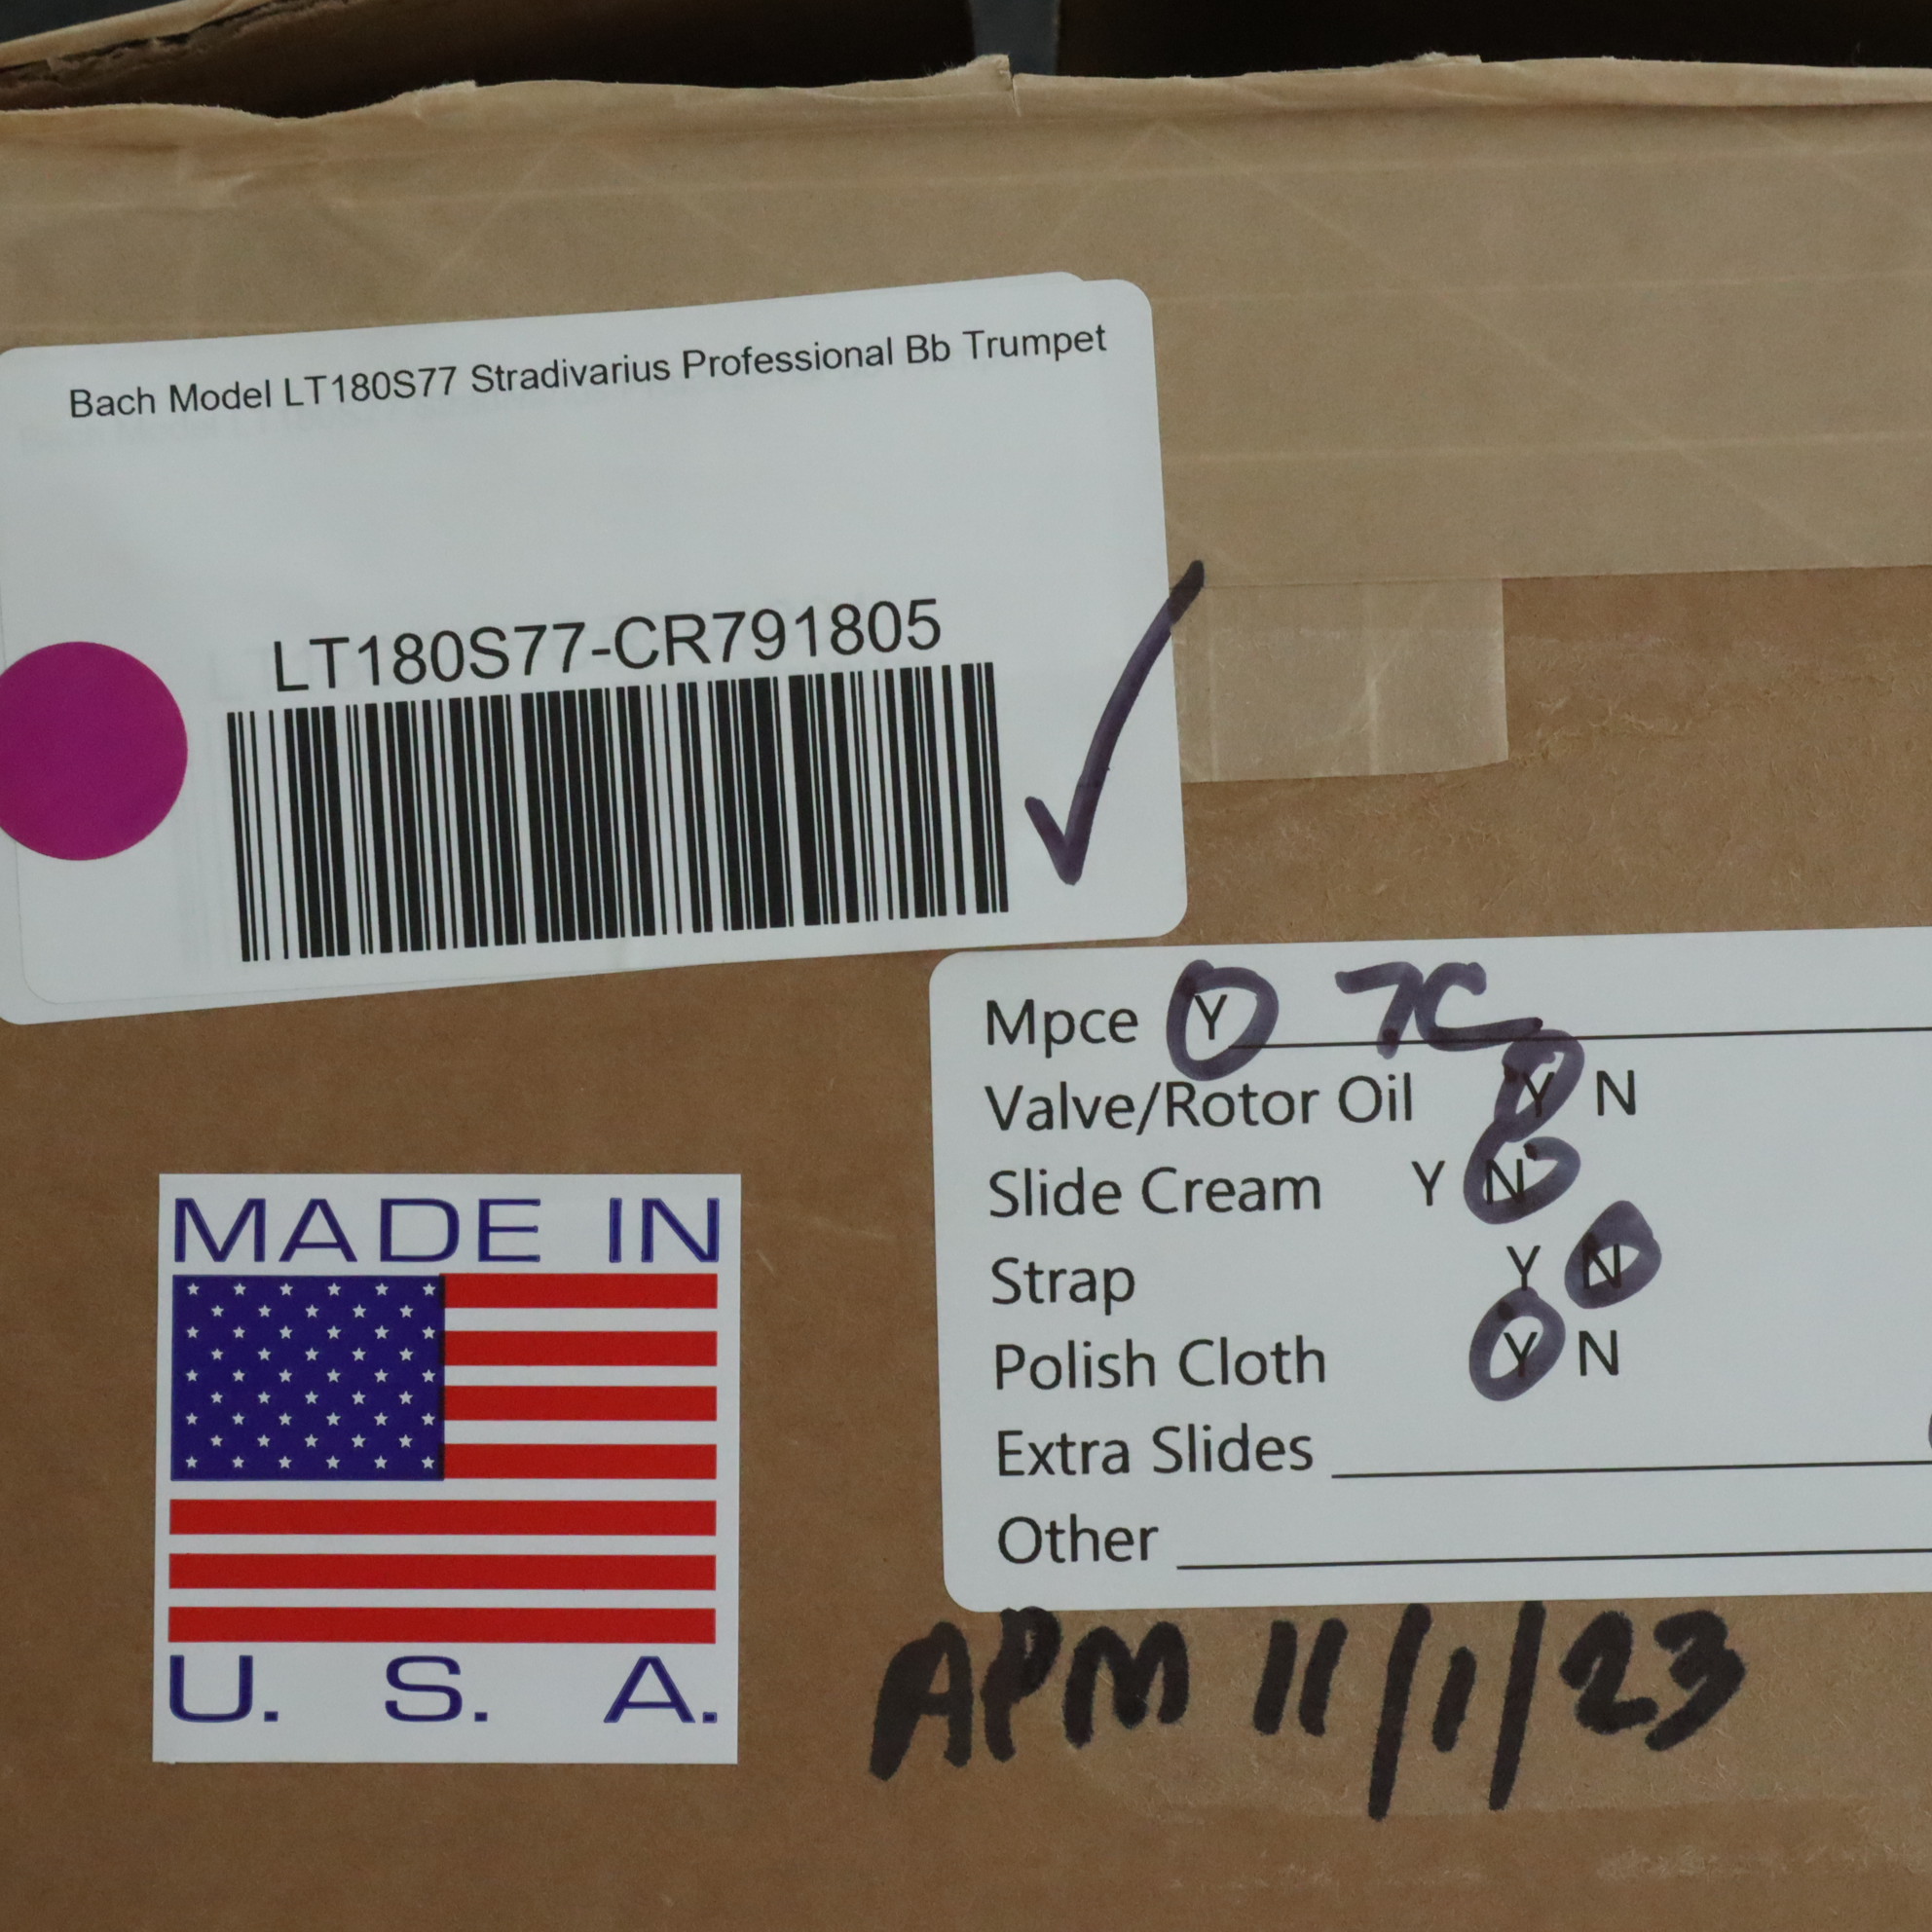 Bach Model LT180S77 Stradivarius Professional Bb Trumpet
LT180S77-CR791805
Mpce Y 7C
Valve/Rotor Oil Y N
Slide Cream Y N
Strap Y N
Polish Cloth Y N
Extra Slides
Other
MADE IN
U. S. A.
APM 11/1/23